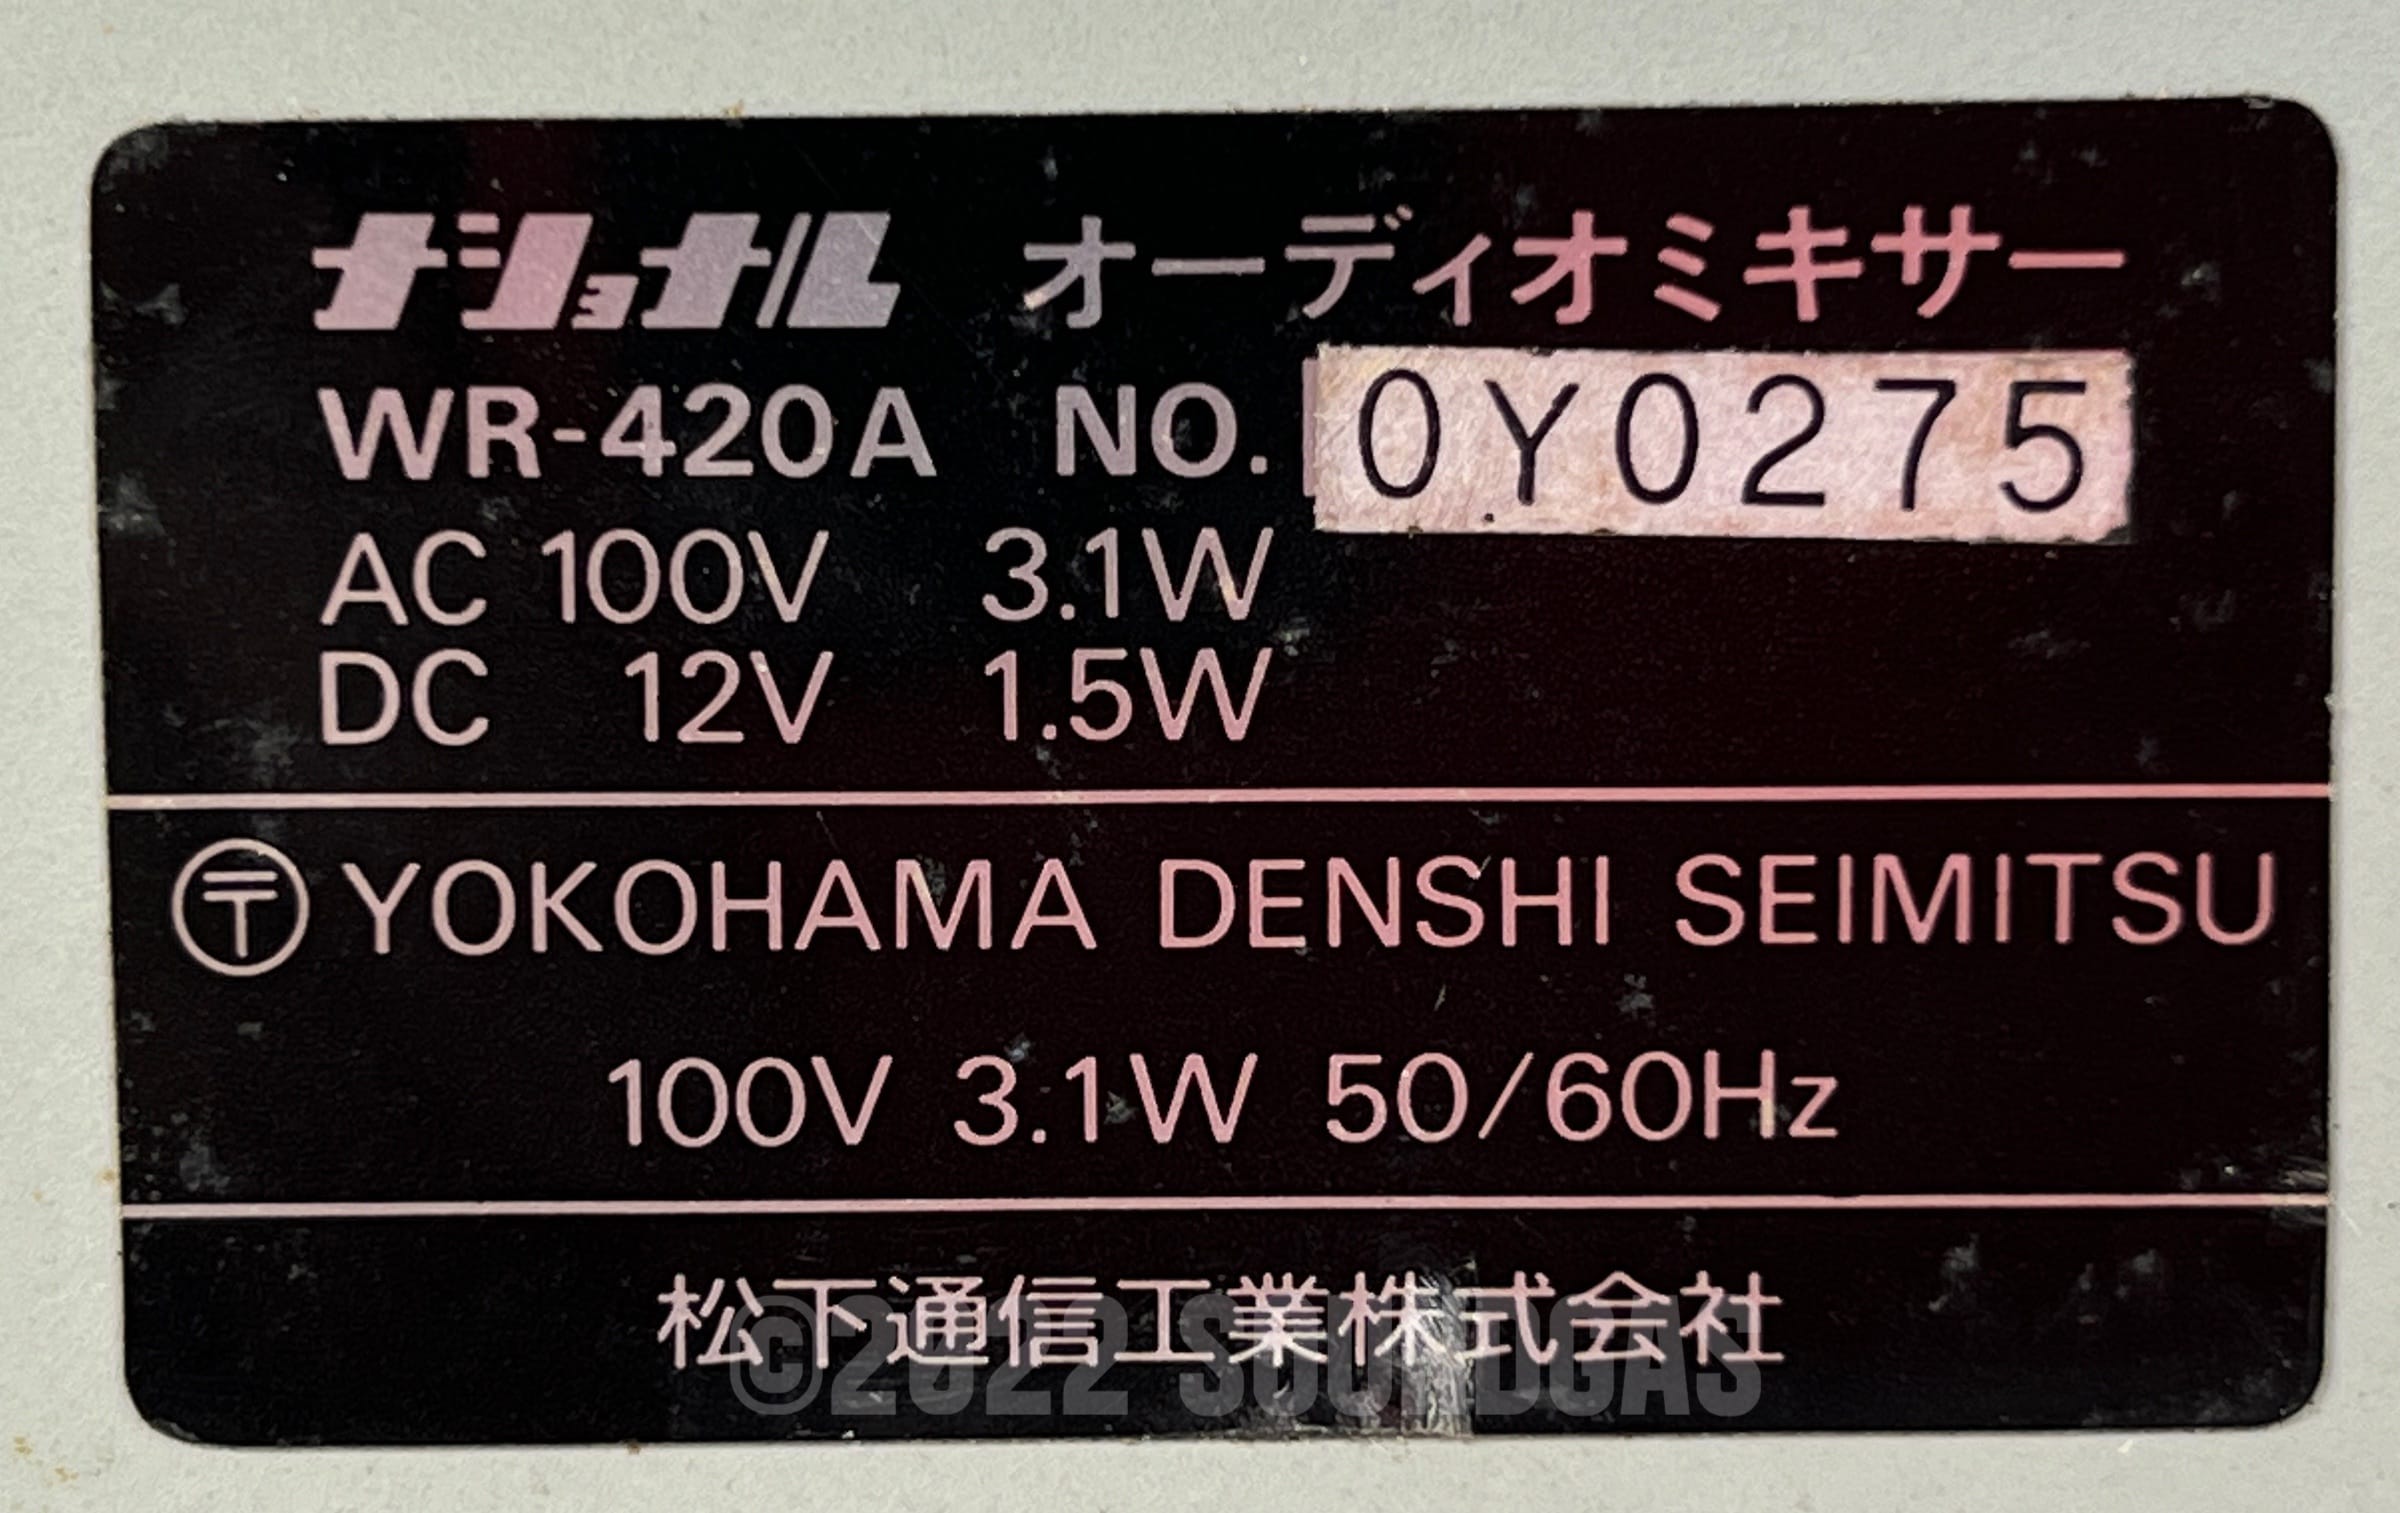 ナショナル オーディオミキサー
WR-420A NO. 0Y0275
AC 100V 3.1W
DC 12V 1.5W
〶 YOKOHAMA DENSHI SEIMITSU
100V 3.1W 50/60Hz
松下通信工業株式会社
©2022 SOUNDGAS